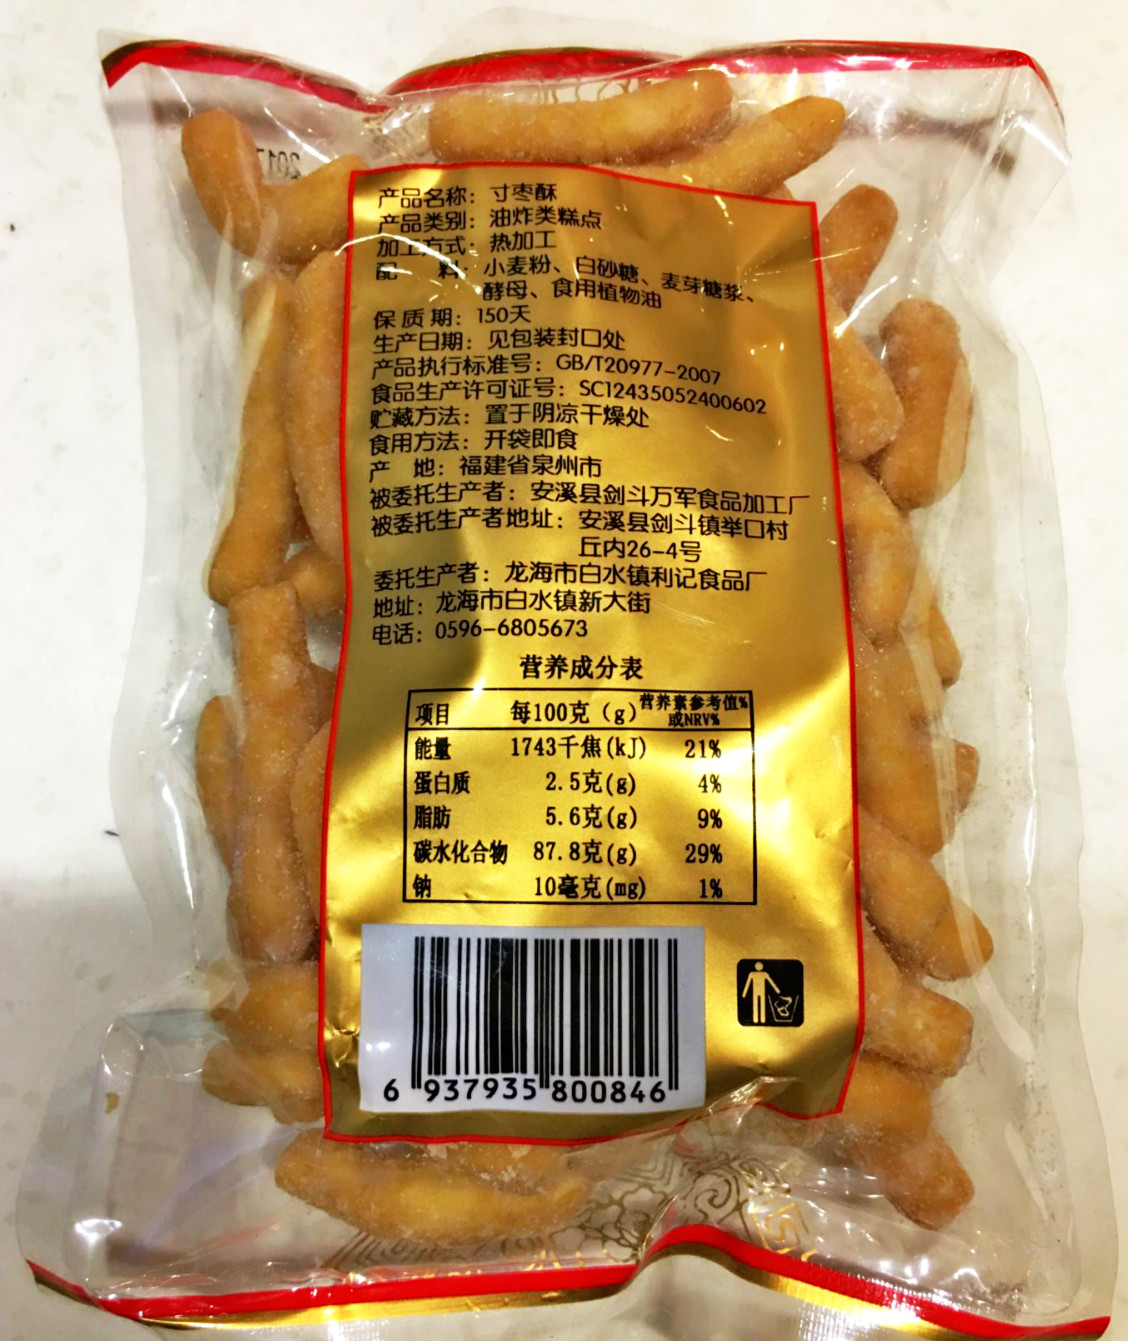 产品名称：寸枣酥
产品类别：油炸类糕点
加工方式：热加工
配 料：小麦粉、白砂糖、麦芽糖浆、
酵母、食用植物油
保质期：150天
生产日期：见包装封口处
产品执行标准号：GB/T20977-2007
食品生产许可证号：SC12435052400602
贮藏方法：置于阴凉干燥处
食用方法：开袋即食
产 地：福建省泉州市
被委托生产者：安溪县剑斗万军食品加工厂
被委托生产者地址：安溪县剑斗镇举口村
丘内26-4号
委托生产者：龙海市白水镇利记食品厂
地址：龙海市白水镇新大街
电话：0596-6805673
营养成分表
项目 每100克（g） 营养素参考值%或NRV%
能量 1743千焦(kJ) 21%
蛋白质 2.5克(g) 4%
脂肪 5.6克(g) 9%
碳水化合物 87.8克(g) 29%
钠 10毫克(mg) 1%
6 937935 800846